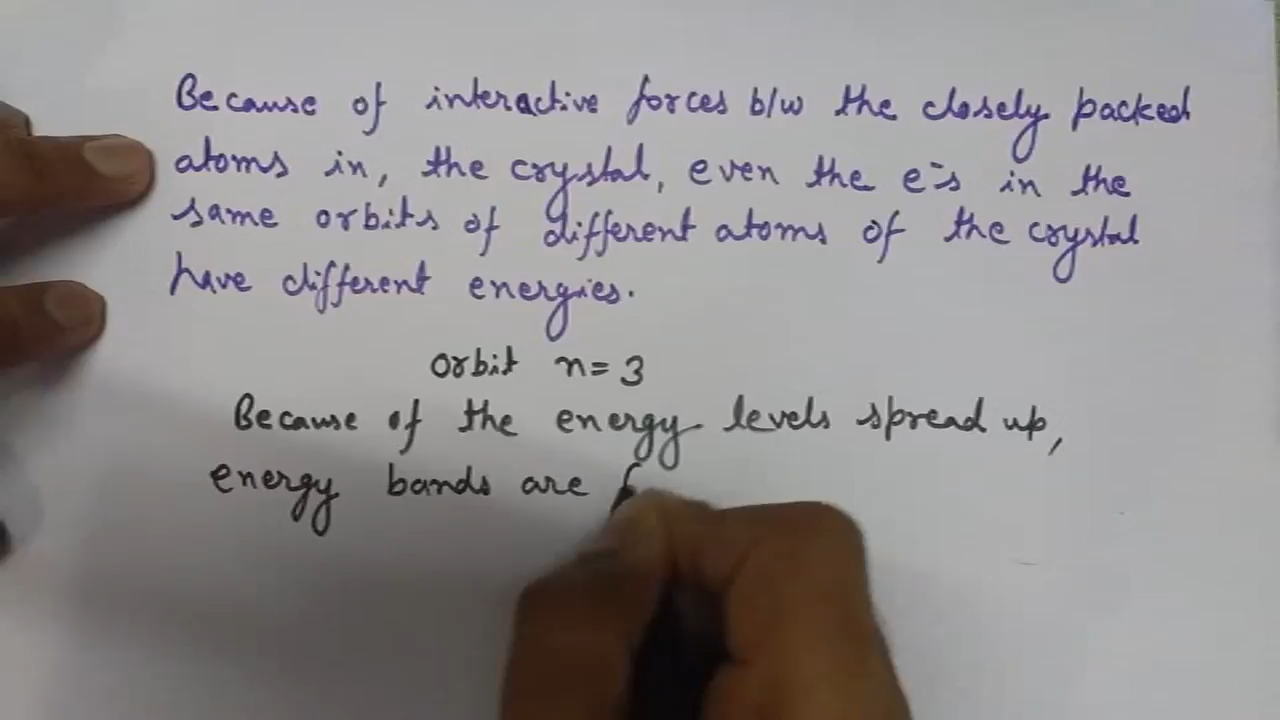 Because of interactive forces b/w the closely packed
atoms in, the crystal, even the e⁻s in the
same orbits of different atoms of the crystal
have different energies.
orbit n=3
Because of the energy levels spread up,
energy bands are f